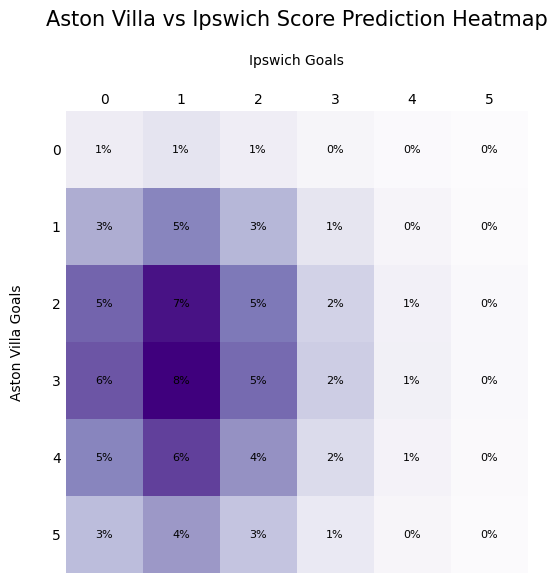 Aston Villa vs Ipswich Score Prediction Heatmap
Ipswich Goals
0 1 2 3 4 5
0 1% 1% 1% 0% 0% 0%
1 3% 5% 3% 1% 0% 0%
2 5% 7% 5% 2% 1% 0%
3 6% 8% 5% 2% 1% 0%
4 5% 6% 4% 2% 1% 0%
5 3% 4% 3% 1% 0% 0%
Aston Villa Goals